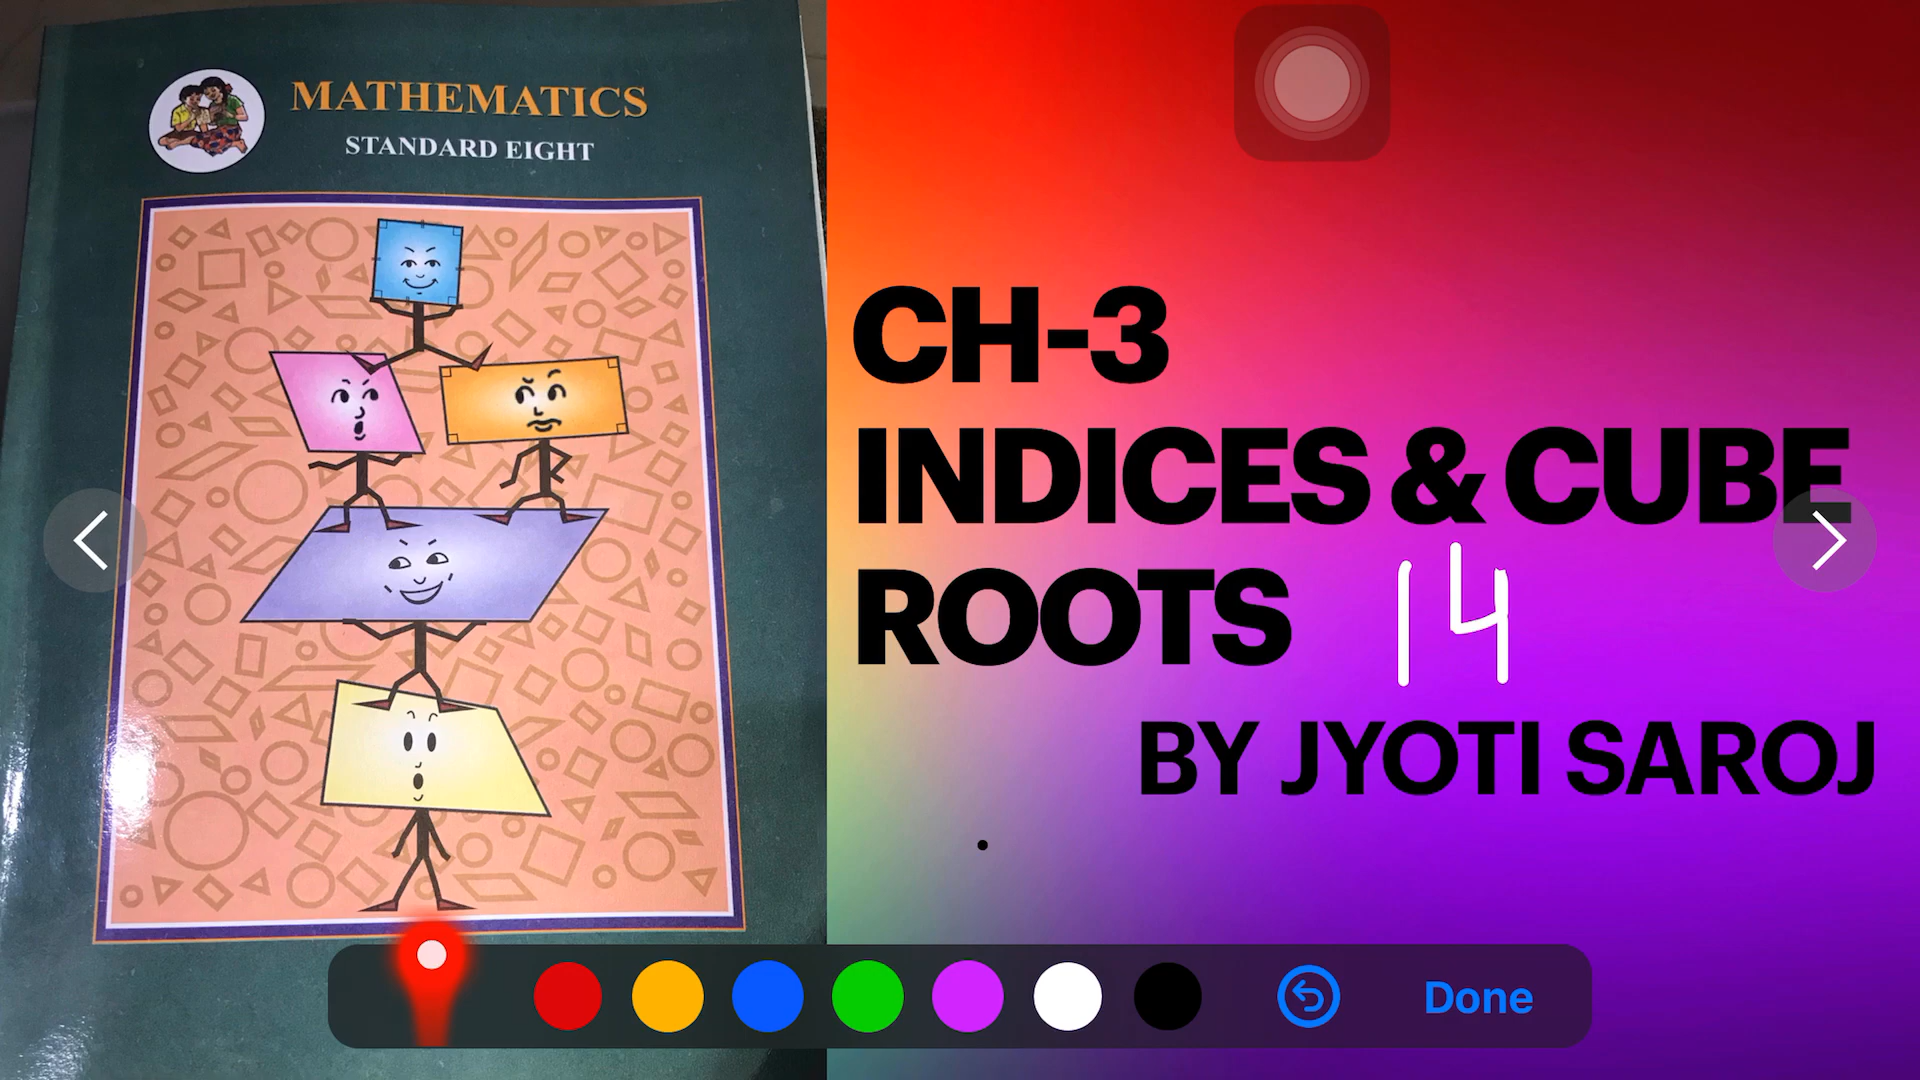 MATHEMATICS
STANDARD EIGHT
CH-3
INDICES & CUBE
ROOTS 14
BY JYOTI SAROJ
Done